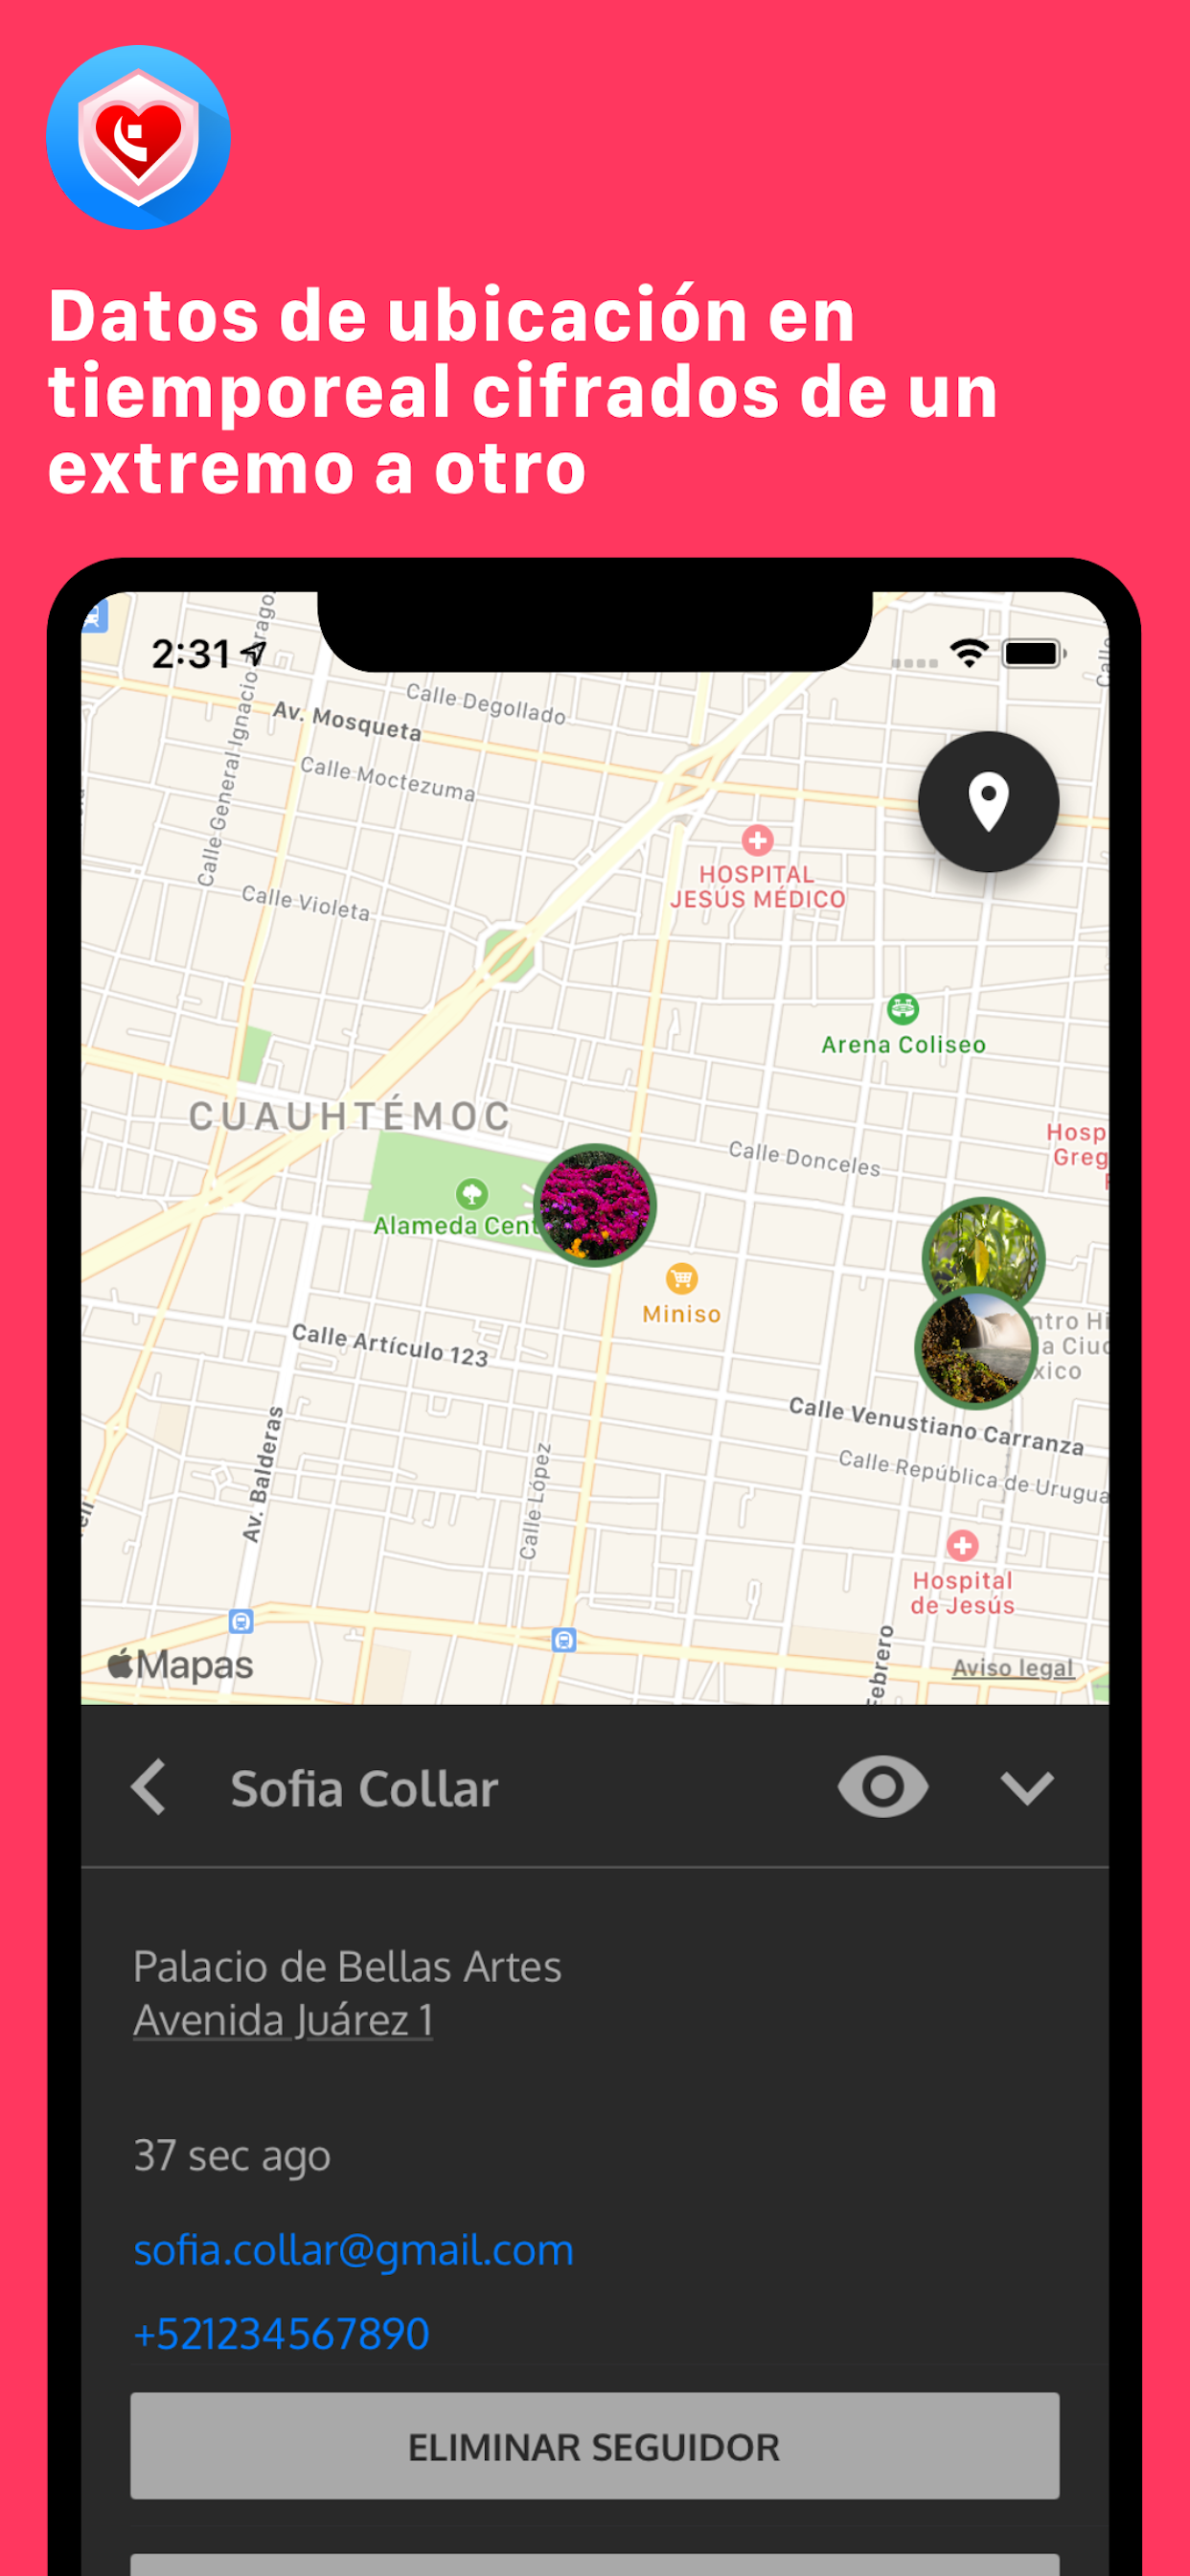 Datos de ubicación en
tiemporeal cifrados de un
extremo a otro
2:31
Calle General Ignacio
Calle Degollado
Av. Mosqueta
Calle Moctezuma
HOSPITAL
JESÚS MÉDICO
Calle Violeta
Arena Coliseo
CUAUHTÉMOC
Hosp
Greg
Calle Donceles
Alameda Cent
Miniso
ntro Hi
la Ciud
xico
Calle Artículo 123
Calle Venustiano Carranza
Calle República de Urugua
Av. Balderas
Calle López
Hospital
de Jesús
Febrero
Mapas
Aviso legal
Sofia Collar
Palacio de Bellas Artes
Avenida Juárez 1
37 sec ago
sofia.collar@gmail.com
+521234567890
ELIMINAR SEGUIDOR